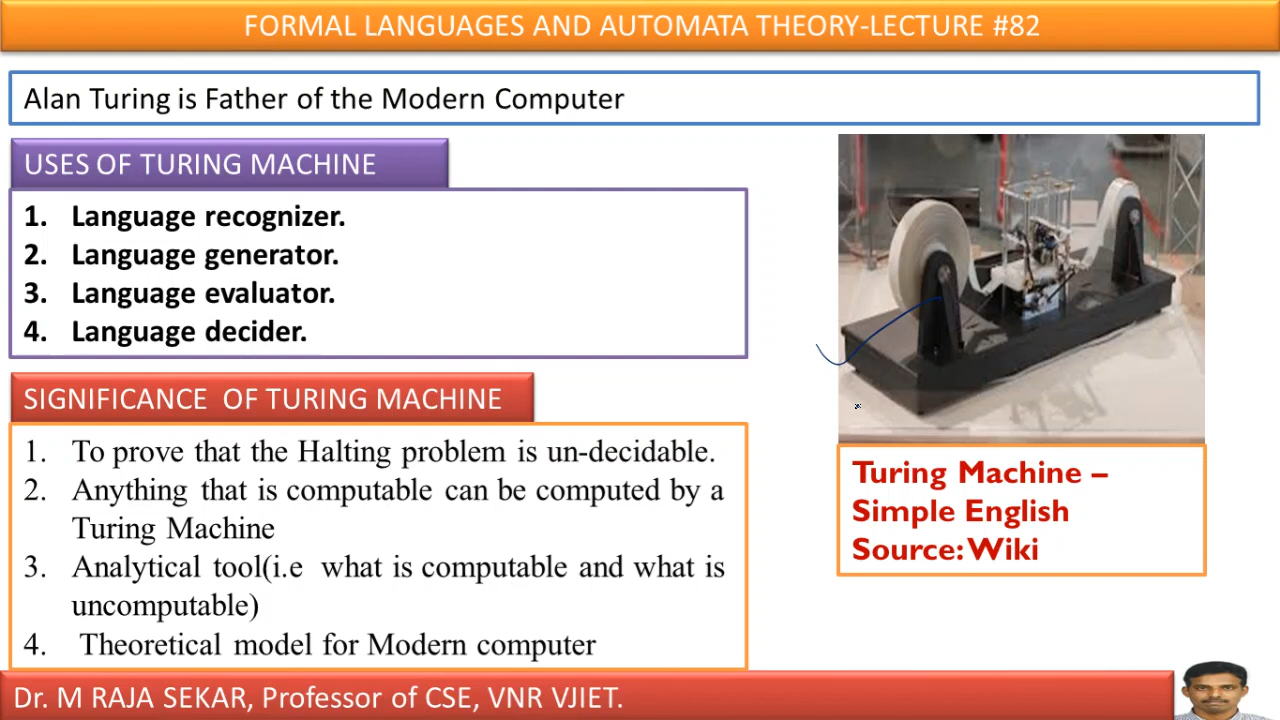 FORMAL LANGUAGES AND AUTOMATA THEORY-LECTURE #82
Alan Turing is Father of the Modern Computer
USES OF TURING MACHINE
1. Language recognizer.
2. Language generator.
3. Language evaluator.
4. Language decider.
SIGNIFICANCE OF TURING MACHINE
1. To prove that the Halting problem is un-decidable.
2. Anything that is computable can be computed by a
Turing Machine
3. Analytical tool(i.e what is computable and what is
uncomputable)
4. Theoretical model for Modern computer
Turing Machine –
Simple English
Source: Wiki
Dr. M RAJA SEKAR, Professor of CSE, VNR VJIET.